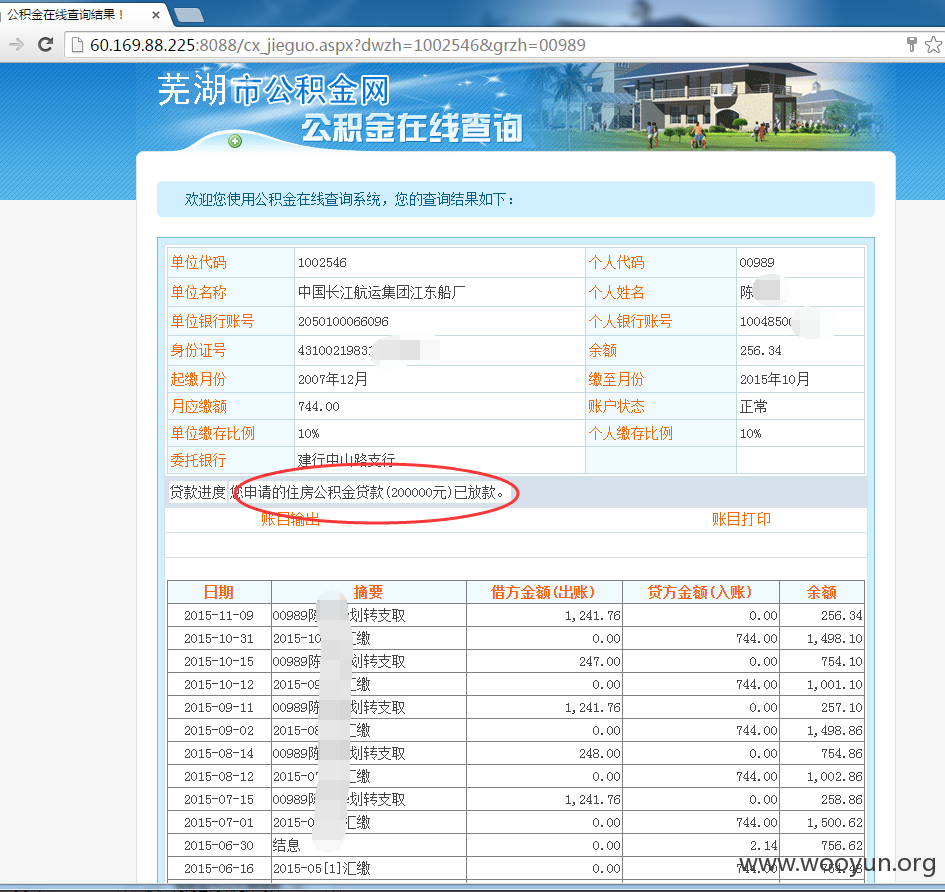 公积金在线查询结果！
60.169.88.225:8088/cx_jieguo.aspx?dwzh=1002546&grzh=00989
芜湖市公积金网
公积金在线查询
欢迎您使用公积金在线查询系统，您的查询结果如下：
单位代码 1002546 个人代码 00989
单位名称 中国长江航运集团江东船厂 个人姓名 陈
单位银行账号 2050100066096 个人银行账号 1004850
身份证号 4310021983 余额 256.34
起缴月份 2007年12月 缴至月份 2015年10月
月应缴额 744.00 账户状态 正常
单位缴存比例 10% 个人缴存比例 10%
委托银行 建行中山路支行
贷款进度 您申请的住房公积金贷款(200000元)已放款。
账目输出 账目打印
日期 摘要 借方金额(出账) 贷方金额(入账) 余额
2015-11-09 00989陈 划转支取 1,241.76 0.00 256.34
2015-10-31 2015-10 汇缴 0.00 744.00 1,498.10
2015-10-15 00989陈 划转支取 247.00 0.00 754.10
2015-10-12 2015-09 汇缴 0.00 744.00 1,001.10
2015-09-11 00989陈 划转支取 1,241.76 0.00 257.10
2015-09-02 2015-08 汇缴 0.00 744.00 1,498.86
2015-08-14 00989陈 划转支取 248.00 0.00 754.86
2015-08-12 2015-07 汇缴 0.00 744.00 1,002.86
2015-07-15 00989陈 划转支取 1,241.76 0.00 258.86
2015-07-01 2015-0 汇缴 0.00 744.00 1,500.62
2015-06-30 结息 0.00 2.14 756.62
2015-06-16 2015-05[1]汇缴 0.00 744.00 754.48
www.wooyun.org